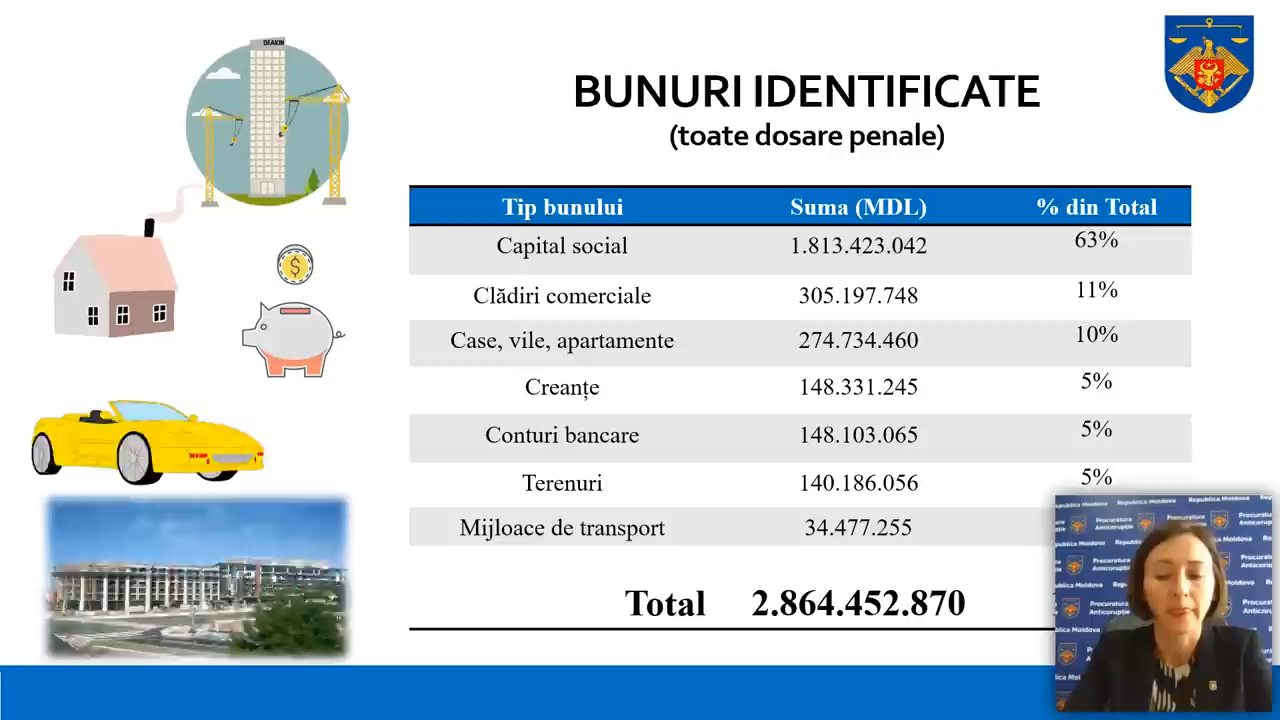 DEAKIN
BUNURI IDENTIFICATE
(toate dosare penale)
Tip bunului Suma (MDL) % din Total
Capital social 1.813.423.042 63%
Clădiri comerciale 305.197.748 11%
Case, vile, apartamente 274.734.460 10%
Creanțe 148.331.245 5%
Conturi bancare 148.103.065 5%
Terenuri 140.186.056 5%
Mijloace de transport 34.477.255
Total 2.864.452.870
Republica Moldova
Procuratura
Anticorupție